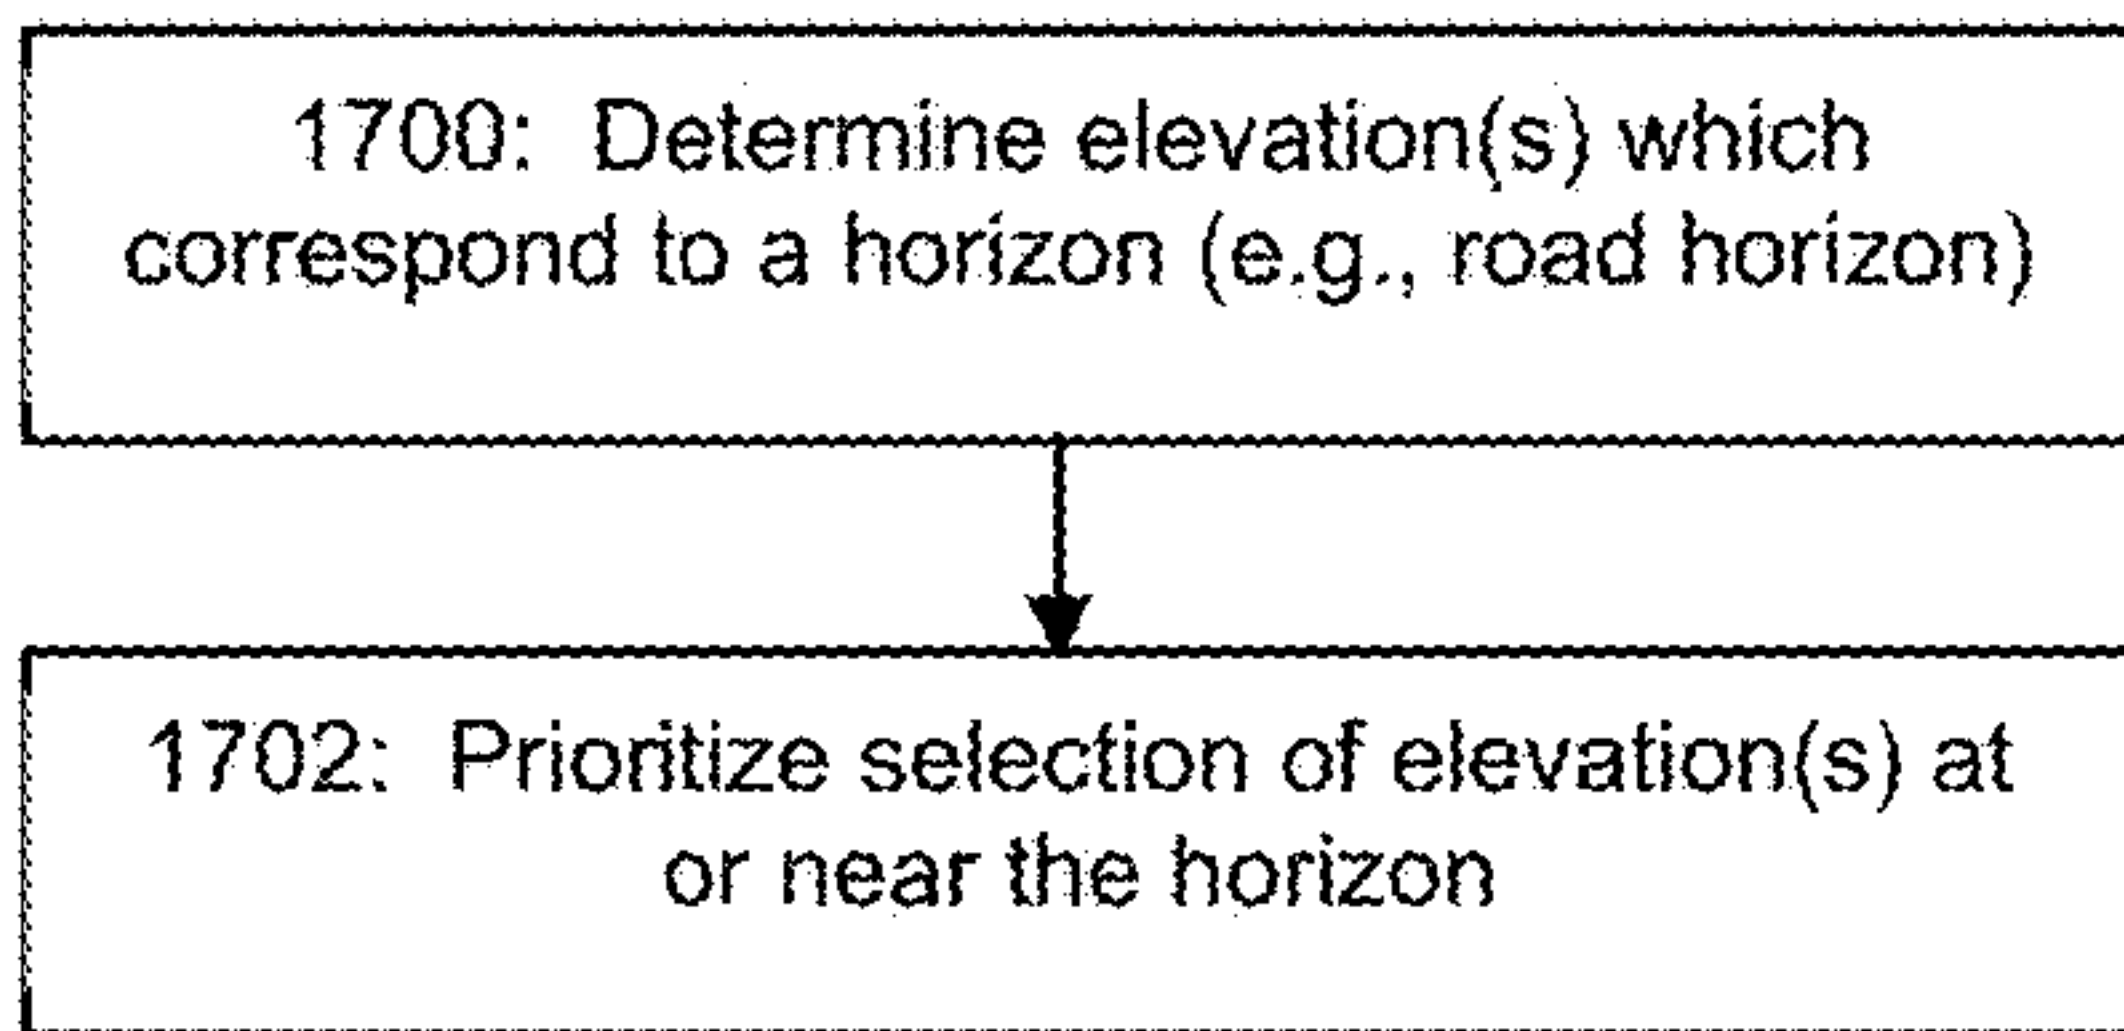 1700: Determine elevation(s) which
correspond to a horizon (e.g., road horizon)
1702: Prioritize selection of elevation(s) at
or near the horizon